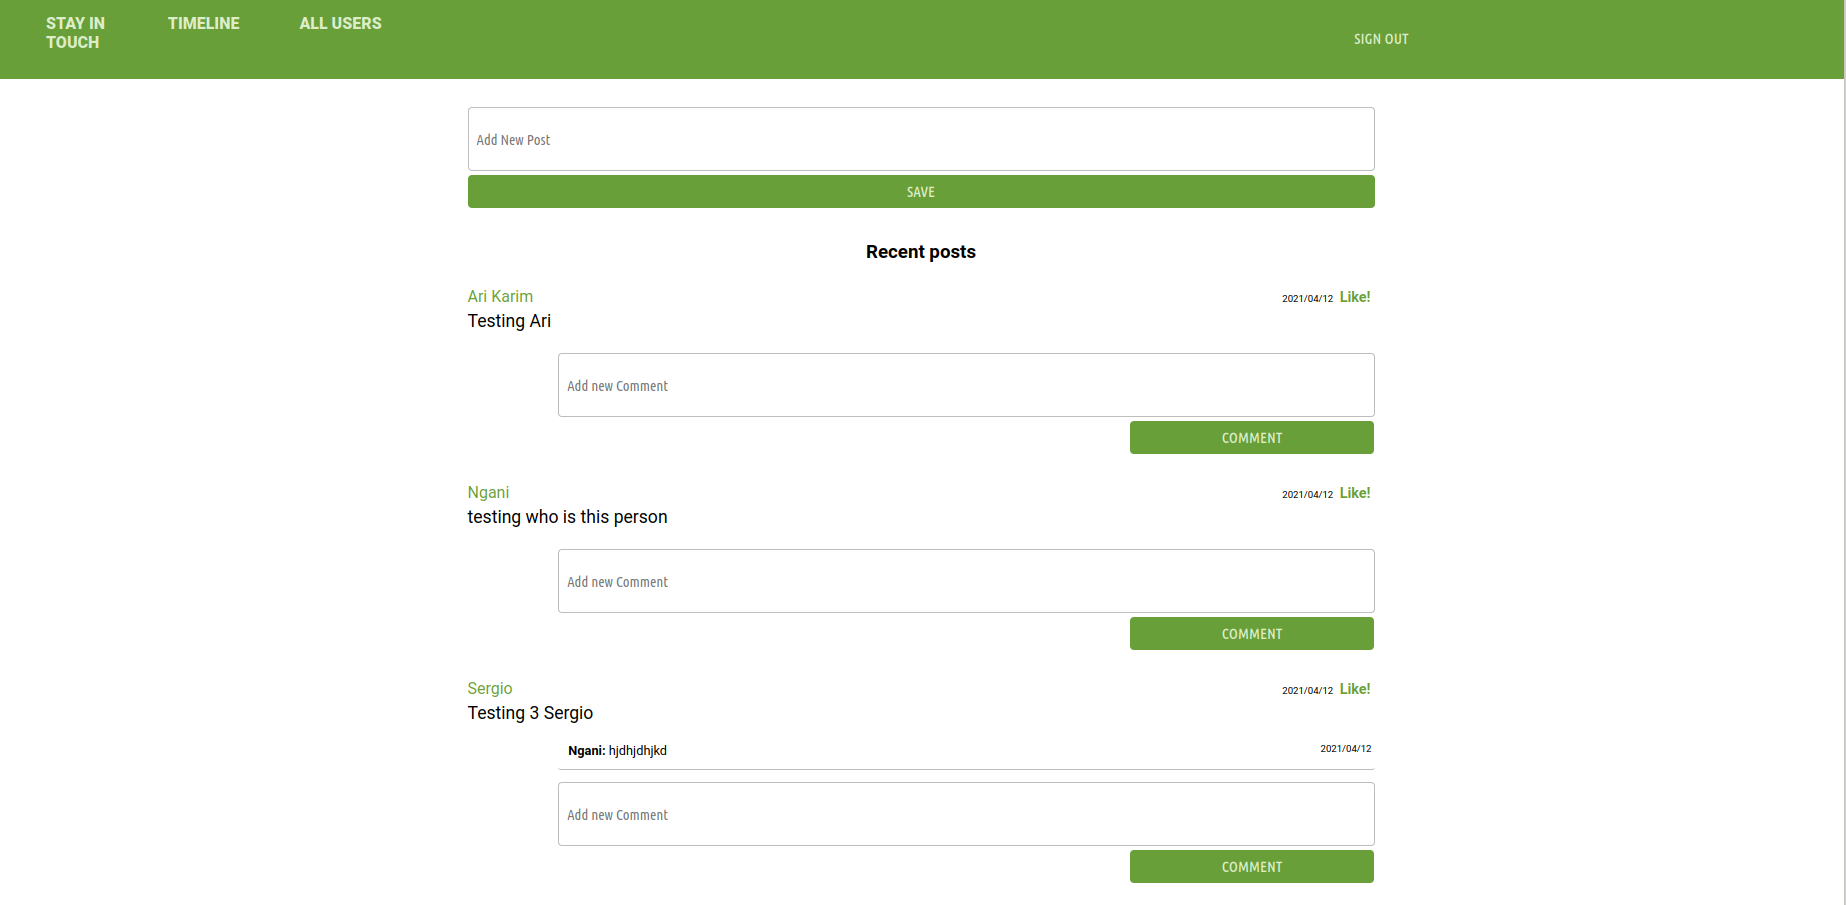 STAY IN
TOUCH
TIMELINE
ALL USERS
SIGN OUT
Add New Post
SAVE
Recent posts
Ari Karim
2021/04/12 Like!
Testing Ari
Add new Comment
COMMENT
Ngani
2021/04/12 Like!
testing who is this person
Add new Comment
COMMENT
Sergio
2021/04/12 Like!
Testing 3 Sergio
Ngani: hjdhjdhjkd
2021/04/12
Add new Comment
COMMENT